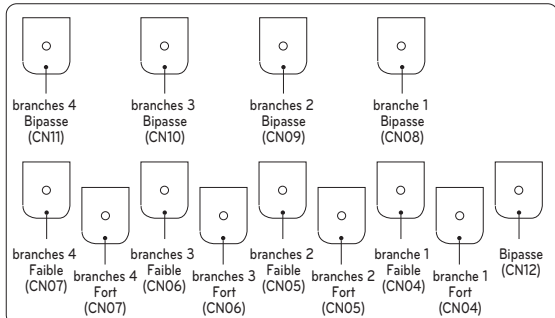 branches 4
Bipasse
(CN11)
branches 3
Bipasse
(CN10)
branches 2
Bipasse
(CN09)
branche 1
Bipasse
(CN08)
branches 4
Faible
(CN07)
branches 4
Fort
(CN07)
branches 3
Faible
(CN06)
branches 3
Fort
(CN06)
branches 2
Faible
(CN05)
branches 2
Fort
(CN05)
branche 1
Faible
(CN04)
branche 1
Fort
(CN04)
Bipasse
(CN12)